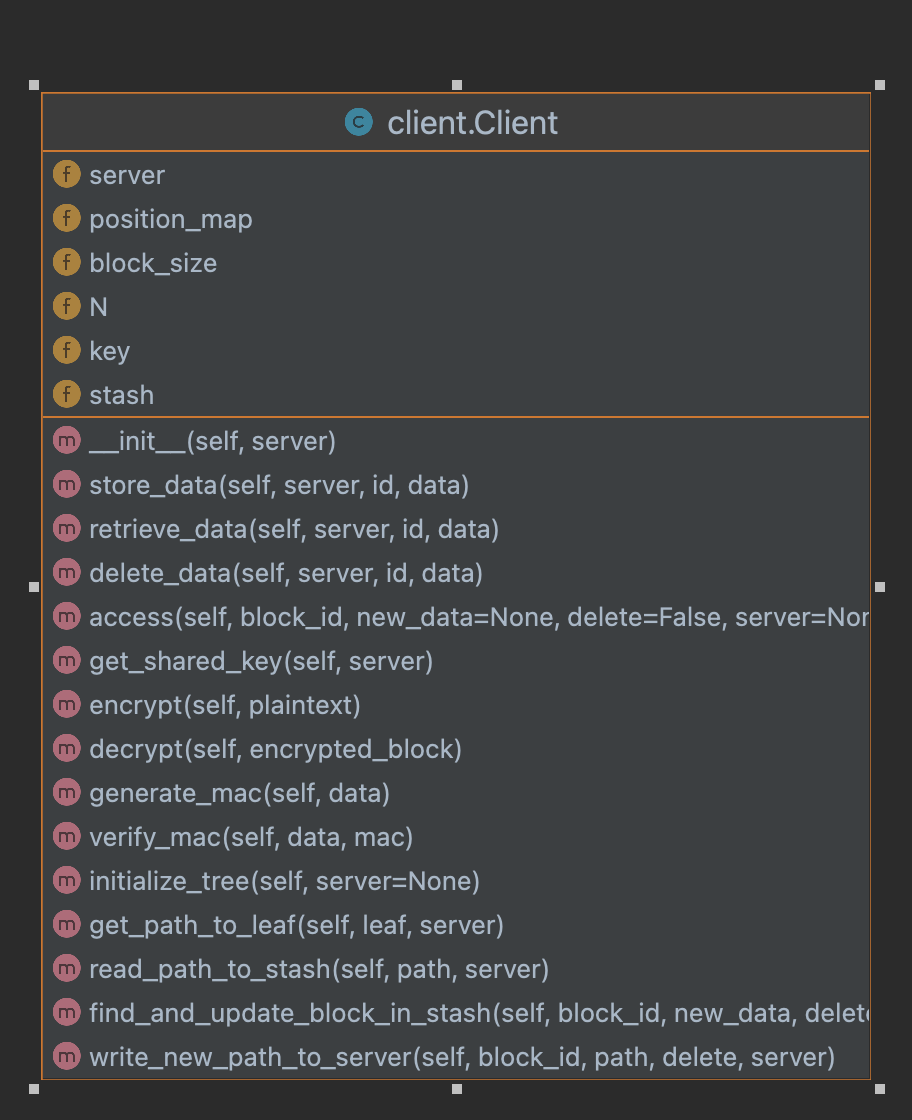 C client.Client
f server
f position_map
f block_size
f N
f key
f stash
m __init__(self, server)
m store_data(self, server, id, data)
m retrieve_data(self, server, id, data)
m delete_data(self, server, id, data)
m access(self, block_id, new_data=None, delete=False, server=Non
m get_shared_key(self, server)
m encrypt(self, plaintext)
m decrypt(self, encrypted_block)
m generate_mac(self, data)
m verify_mac(self, data, mac)
m initialize_tree(self, server=None)
m get_path_to_leaf(self, leaf, server)
m read_path_to_stash(self, path, server)
m find_and_update_block_in_stash(self, block_id, new_data, delet
m write_new_path_to_server(self, block_id, path, delete, server)